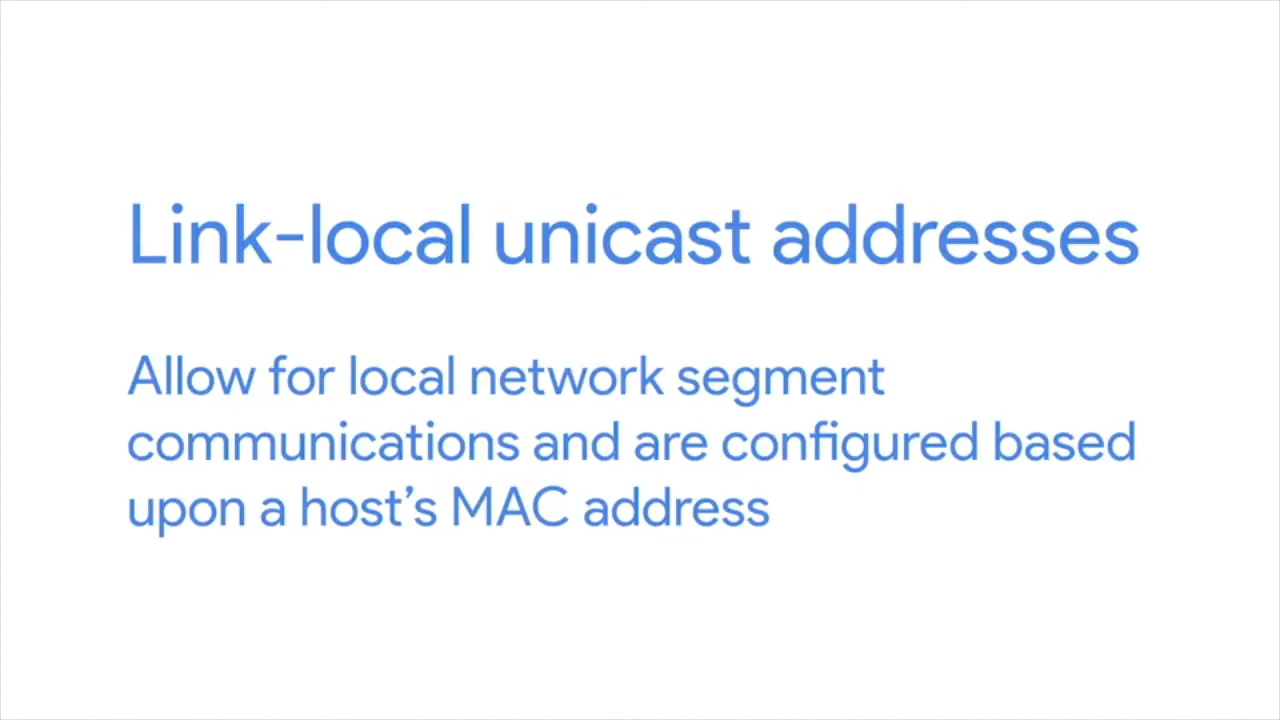 Link-local unicast addresses
Allow for local network segment
communications and are configured based
upon a host’s MAC address